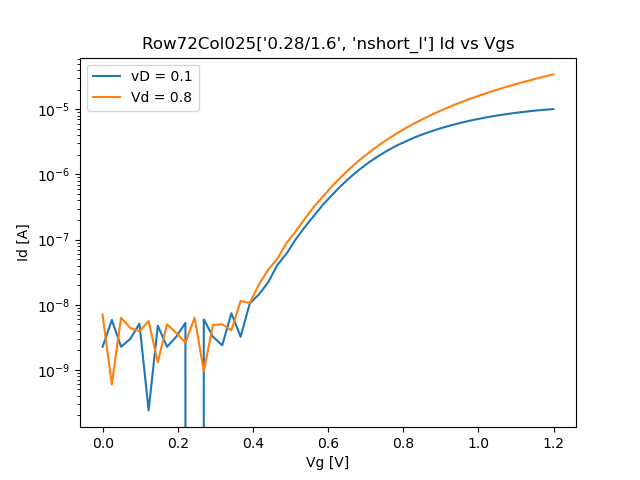 Row72Col025['0.28/1.6', 'nshort_l'] Id vs Vgs
vD = 0.1
Vd = 0.8
Id [A]
10⁻⁵
10⁻⁶
10⁻⁷
10⁻⁸
10⁻⁹
0.0 0.2 0.4 0.6 0.8 1.0 1.2
Vg [V]